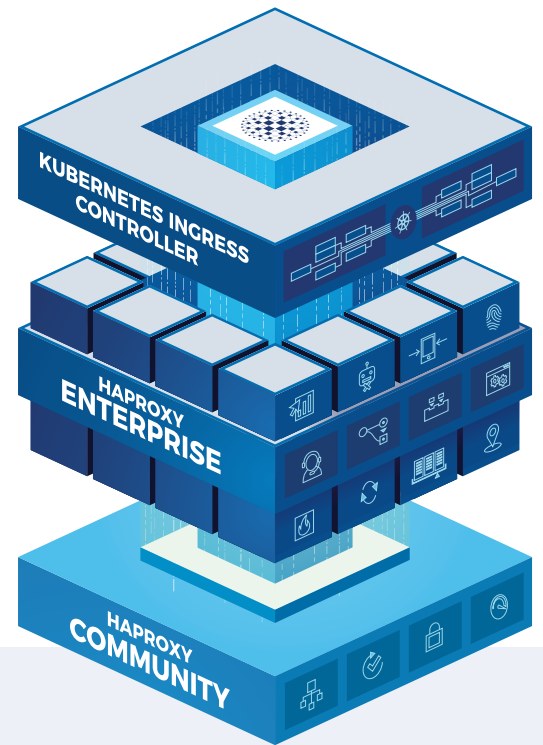 KUBERNETES INGRESS
CONTROLLER
HAPROXY
ENTERPRISE
HAPROXY
COMMUNITY